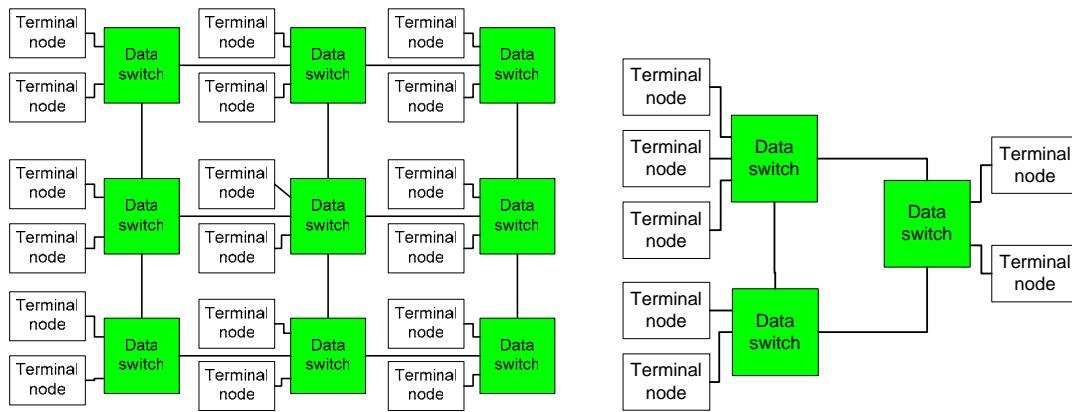 Terminal
node
Data
switch
Terminal
node
Terminal
node
Data
switch
Terminal
node
Terminal
node
Data
switch
Terminal
node
Terminal
node
Data
switch
Terminal
node
Terminal
node
Data
switch
Terminal
node
Terminal
node
Data
switch
Terminal
node
Terminal
node
Data
switch
Terminal
node
Terminal
node
Data
switch
Terminal
node
Terminal
node
Data
switch
Terminal
node
Terminal
node
Terminal
node
Terminal
node
Data
switch
Terminal
node
Terminal
node
Data
switch
Terminal
node
Terminal
node
Data
switch
Terminal
node